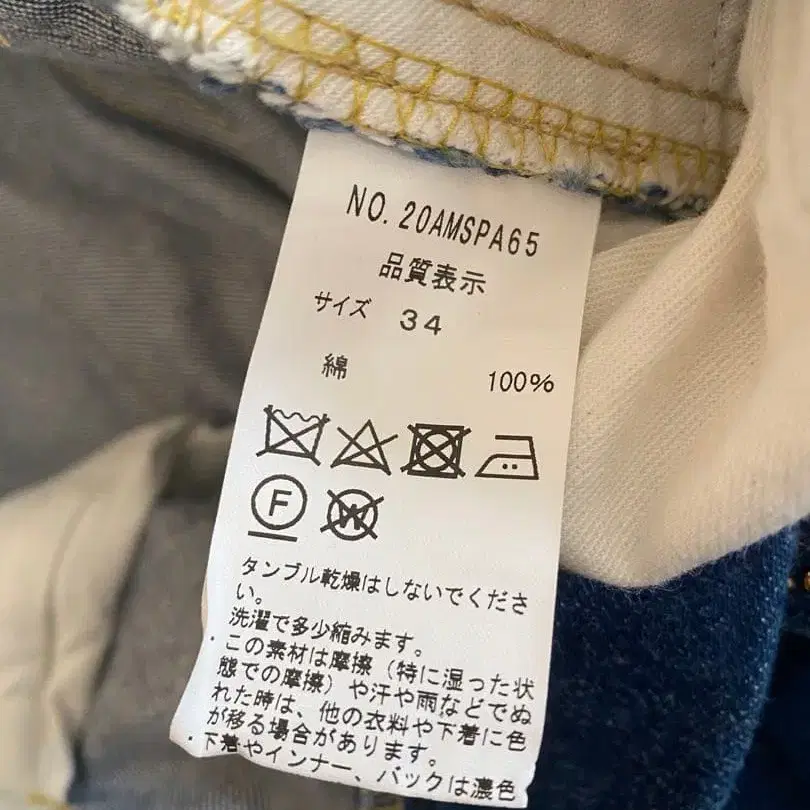 NO. 20AMSPA65
品質表示
サイズ 34
綿 100%
F W
タンブル乾燥はしないでくださ
い。
洗濯で多少縮みます。
・この素材は摩擦（特に湿った状
態での摩擦）や汗や雨などでぬ
れた時は、他の衣料や下着に色
が移る場合があります。
・下着やインナー、バックは濃色